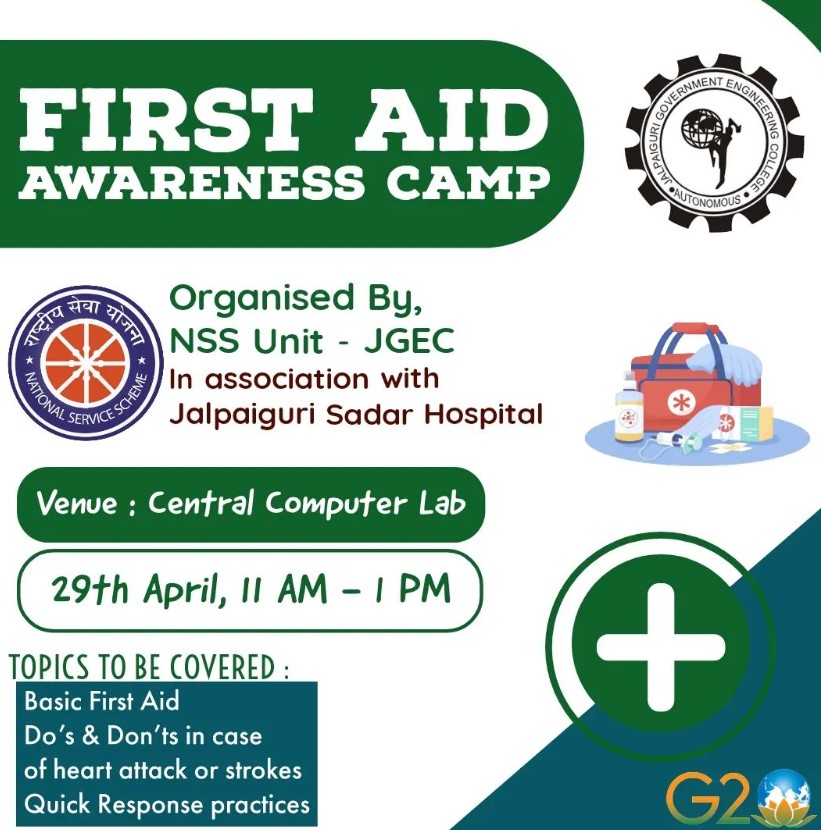 FIRST AID
AWARENESS CAMP
JALPAIGURI GOVERNMENT ENGINEERING COLLEGE
• AUTONOMOUS •
राष्ट्रीय सेवा योजना
NATIONAL SERVICE SCHEME
Organised By,
NSS Unit - JGEC
In association with
Jalpaiguri Sadar Hospital
Venue : Central Computer Lab
29th April, 11 AM – 1 PM
TOPICS TO BE COVERED :
Basic First Aid
Do's & Don'ts in case
of heart attack or strokes
Quick Response practices
G20